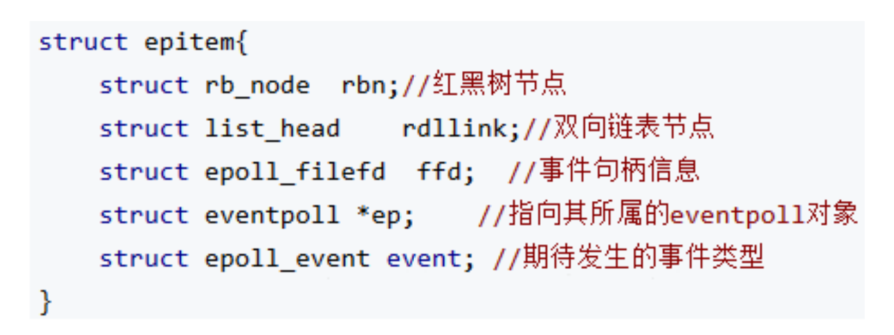 struct epitem{
    struct rb_node  rbn;//红黑树节点
    struct list_head    rdllink;//双向链表节点
    struct epoll_filefd  ffd;  //事件句柄信息
    struct eventpoll *ep;    //指向其所属的eventpoll对象
    struct epoll_event event; //期待发生的事件类型
}